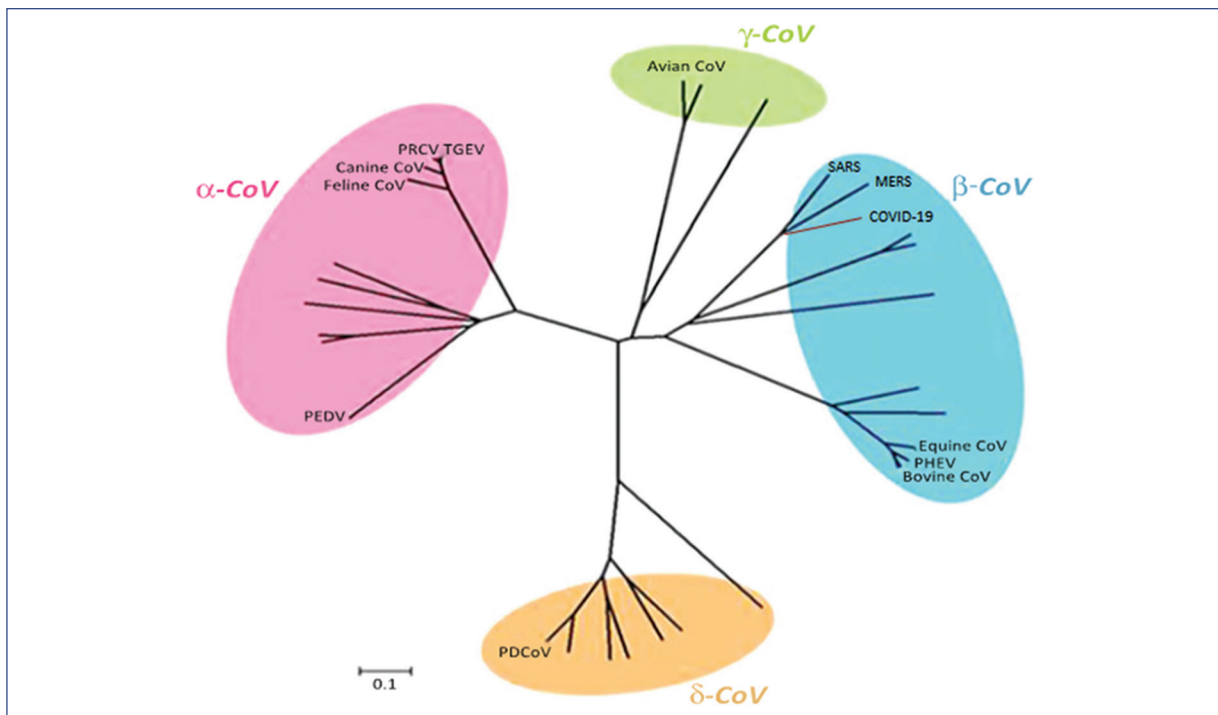 γ-CoV
Avian CoV
α-CoV
PRCV TGEV
Canine CoV
Feline CoV
PEDV
β-CoV
SARS
MERS
COVID-19
Equine CoV
PHEV
Bovine CoV
PDCoV
δ-CoV
0.1